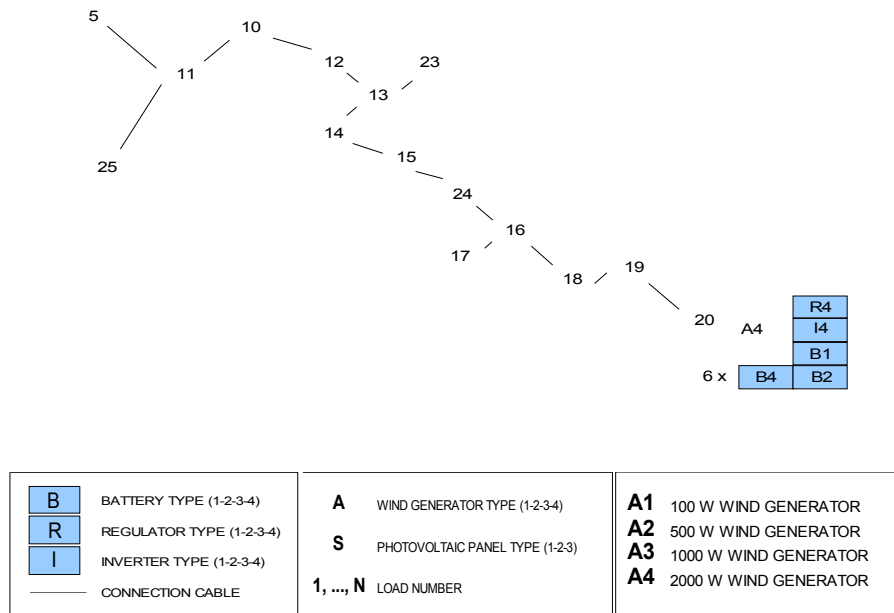 5
10
11
12
23
13
14
15
25
24
16
17
18
19
20
A4
R4
I4
B1
6 x
B4
B2
B BATTERY TYPE (1-2-3-4)
R REGULATOR TYPE (1-2-3-4)
I INVERTER TYPE (1-2-3-4)
CONNECTION CABLE
A WIND GENERATOR TYPE (1-2-3-4)
S PHOTOVOLTAIC PANEL TYPE (1-2-3)
1, ..., N LOAD NUMBER
A1 100 W WIND GENERATOR
A2 500 W WIND GENERATOR
A3 1000 W WIND GENERATOR
A4 2000 W WIND GENERATOR